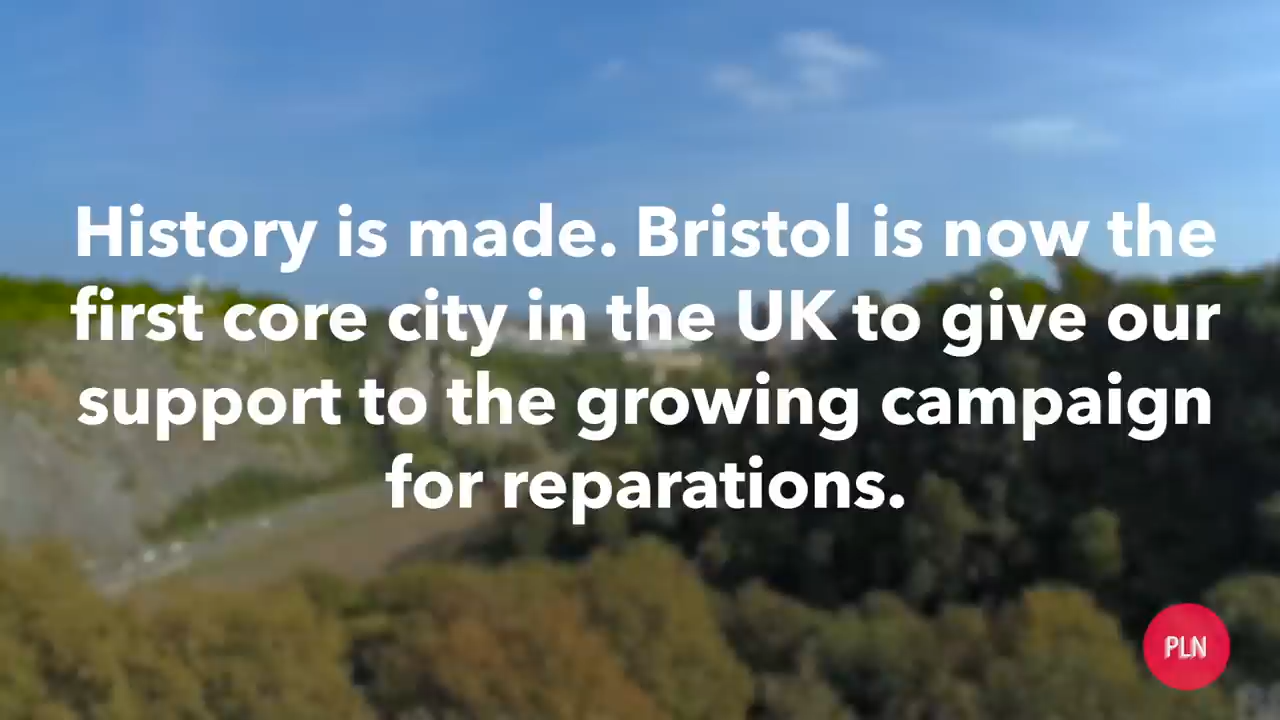 History is made. Bristol is now the
first core city in the UK to give our
support to the growing campaign
for reparations.
PLN